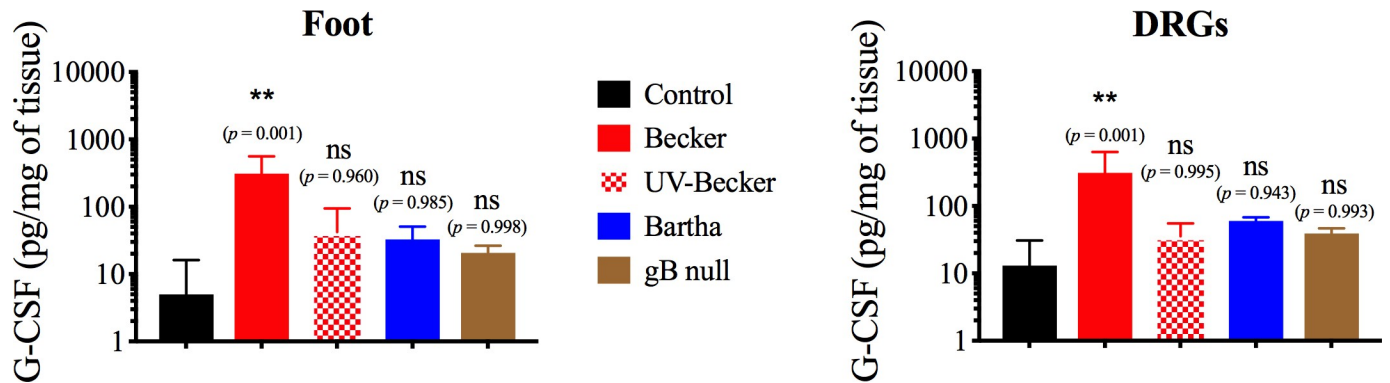 Foot
G-CSF (pg/mg of tissue)
10000
1000
100
10
1
**
(p = 0.001)
ns
(p = 0.960)
ns
(p = 0.985)
ns
(p = 0.998)
Control
Becker
UV-Becker
Bartha
gB null
DRGs
G-CSF (pg/mg of tissue)
10000
1000
100
10
1
**
(p = 0.001)
ns
(p = 0.995)
ns
(p = 0.943)
ns
(p = 0.993)